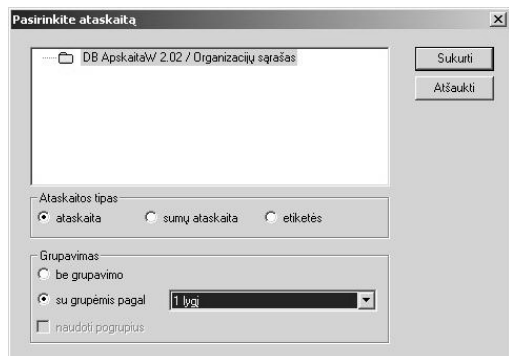 Pasirinkite ataskaitą
DB ApskaitaW 2.02 / Organizacijų sąrašas
Sukurti
Atšaukti
Ataskaitos tipas
ataskaita sumų ataskaita etiketės
Grupavimas
be grupavimo
su grupėmis pagal 1 lygį
naudoti pogrupius